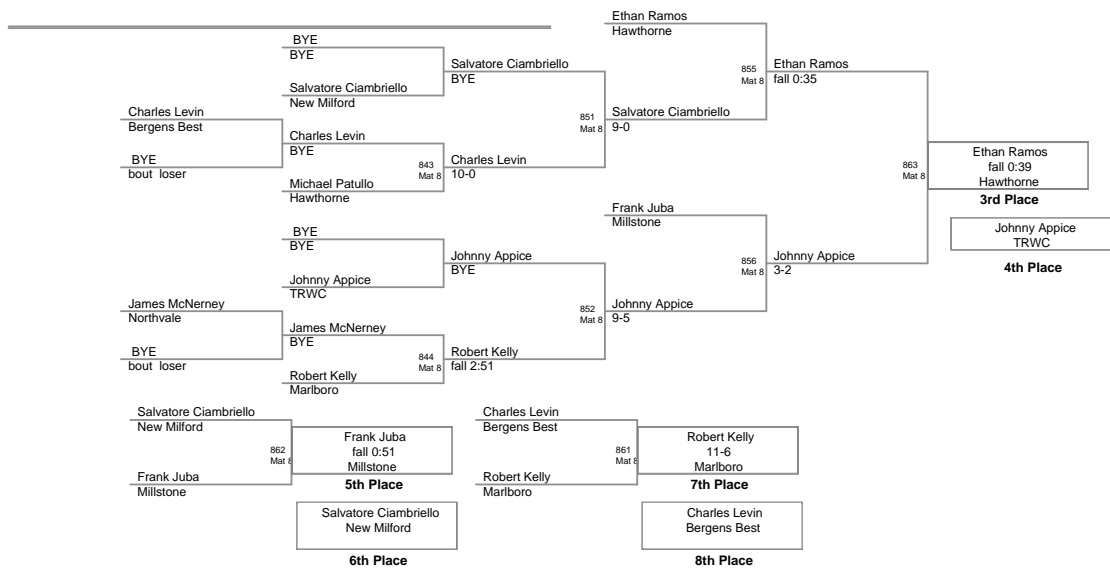 Ethan Ramos
Hawthorne
BYE
BYE
Salvatore Ciambriello
BYE
855
Mat 8
Ethan Ramos
fall 0:35
Salvatore Ciambriello
New Milford
Charles Levin
Bergens Best
851
Mat 8
Salvatore Ciambriello
9-0
Charles Levin
BYE
BYE
bout loser
843
Mat 8
Charles Levin
10-0
Michael Patullo
Hawthorne
863
Mat 8
Ethan Ramos
fall 0:39
Hawthorne
3rd Place
Frank Juba
Millstone
Johnny Appice
TRWC
4th Place
BYE
BYE
Johnny Appice
BYE
856
Mat 8
Johnny Appice
3-2
Johnny Appice
TRWC
James McNerney
Northvale
852
Mat 8
Johnny Appice
9-5
James McNerney
BYE
BYE
bout loser
844
Mat 8
Robert Kelly
fall 2:51
Robert Kelly
Marlboro
Salvatore Ciambriello
New Milford
862
Mat 8
Frank Juba
fall 0:51
Millstone
5th Place
Frank Juba
Millstone
Salvatore Ciambriello
New Milford
6th Place
Charles Levin
Bergens Best
861
Mat 8
Robert Kelly
11-6
Marlboro
7th Place
Robert Kelly
Marlboro
Charles Levin
Bergens Best
8th Place